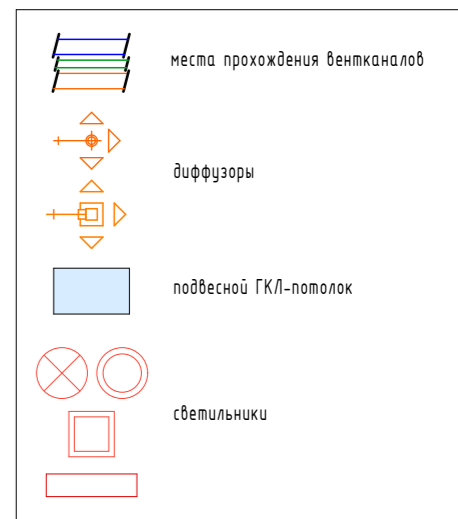 места прохождения вентканалов
диффузоры
подвесной ГКЛ-потолок
светильники